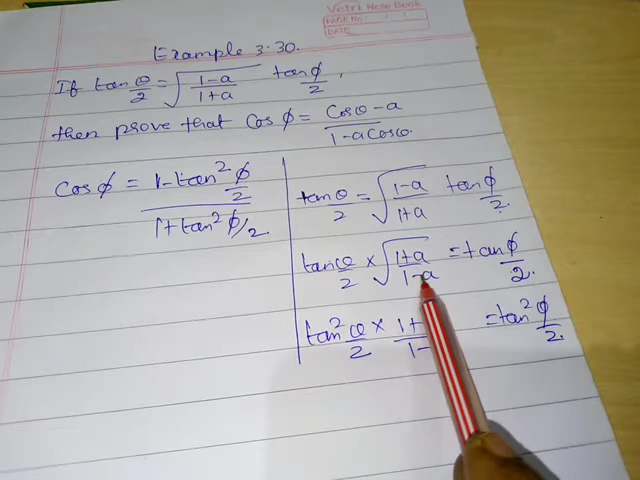 Vetri Note Book
PAGE NO.: / /
DATE:
Example 3.30.
If tan θ/2 = √(1-a)/(1+a) tan ϕ/2,
then prove that Cos ϕ = Cosθ - a / 1 - a Cosθ.
Cos ϕ = 1 - tan² ϕ/2 / 1 + tan² ϕ/2
tan θ/2 = √(1-a)/(1+a) tan ϕ/2
tan θ/2 × √(1+a)/(1-a) = tan ϕ/2.
tan² θ/2 × 1+ / 1- = tan² ϕ/2.